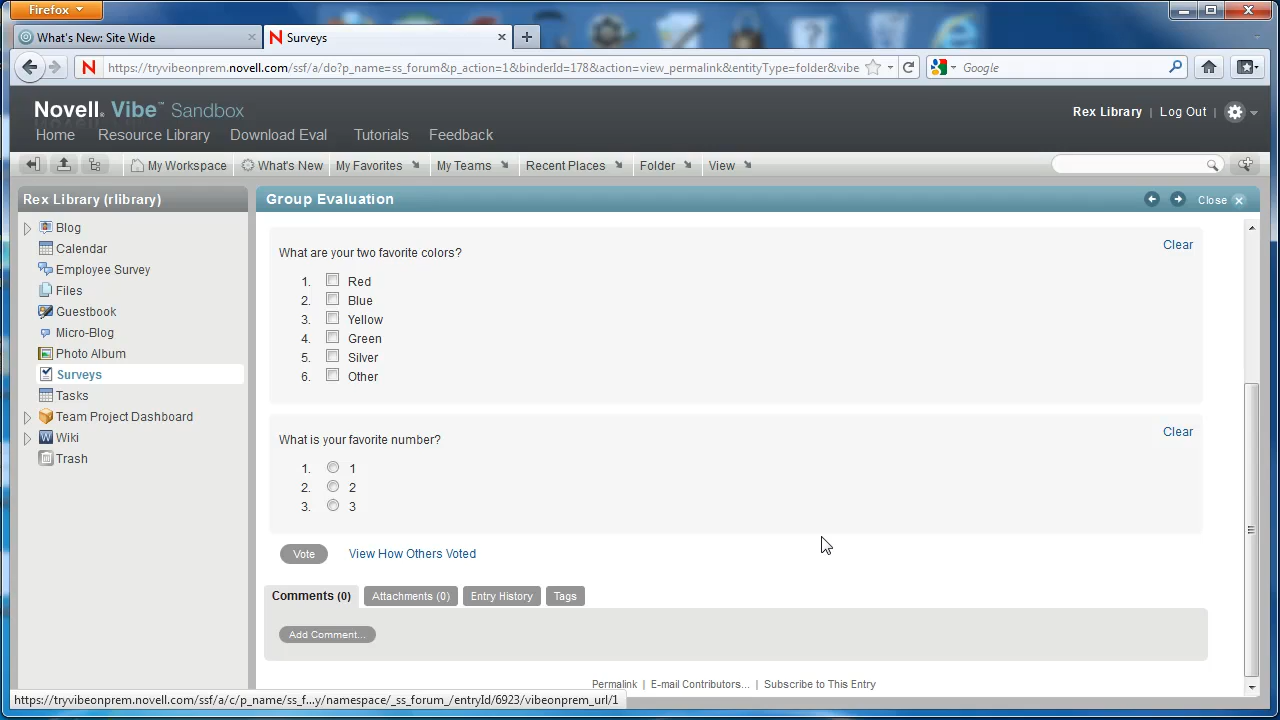 Firefox
What's New: Site Wide
Surveys
https://tryvibeonprem.novell.com/ssf/a/do?p_name=ss_forum&p_action=1&binderId=178&action=view_permalink&entityType=folder&vibe
Google
Novell® Vibe™ Sandbox
Rex Library | Log Out |
Home Resource Library Download Eval Tutorials Feedback
My Workspace What's New My Favorites My Teams Recent Places Folder View
Rex Library (rlibrary)
Blog
Calendar
Employee Survey
Files
Guestbook
Micro-Blog
Photo Album
Surveys
Tasks
Team Project Dashboard
Wiki
Trash
Group Evaluation
Close
What are your two favorite colors?
Clear
1. Red
2. Blue
3. Yellow
4. Green
5. Silver
6. Other
What is your favorite number?
Clear
1. 1
2. 2
3. 3
Vote View How Others Voted
Comments (0) Attachments (0) Entry History Tags
Add Comment...
Permalink | E-mail Contributors... | Subscribe to This Entry
https://tryvibeonprem.novell.com/ssf/a/c/p_name/ss_f...y/namespace/_ss_forum_/entryId/6923/vibeonprem_url/1